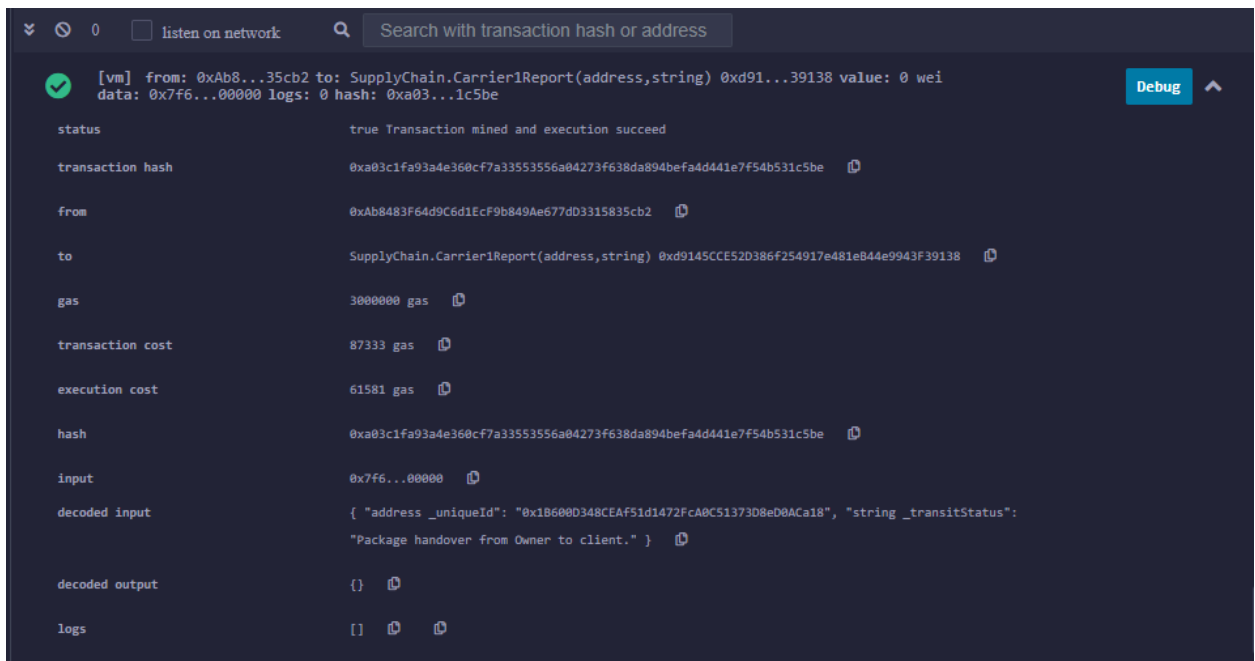 0 listen on network Search with transaction hash or address
[vm] from: 0xAb8...35cb2 to: SupplyChain.Carrier1Report(address,string) 0xd91...39138 value: 0 wei
data: 0x7f6...00000 logs: 0 hash: 0xa03...1c5be
Debug
status true Transaction mined and execution succeed
transaction hash 0xa03c1fa93a4e360cf7a33553556a04273f638da894befa4d441e7f54b531c5be
from 0xAb8483F64d9C6d1EcF9b849Ae677dD3315835cb2
to SupplyChain.Carrier1Report(address,string) 0xd9145CCE52D386f254917e481eB44e9943F39138
gas 3000000 gas
transaction cost 87333 gas
execution cost 61581 gas
hash 0xa03c1fa93a4e360cf7a33553556a04273f638da894befa4d441e7f54b531c5be
input 0x7f6...00000
decoded input { "address _uniqueId": "0x1B600D348CEAf51d1472FcA0C51373D8eD0ACa18", "string _transitStatus":
"Package handover from Owner to client." }
decoded output {}
logs []